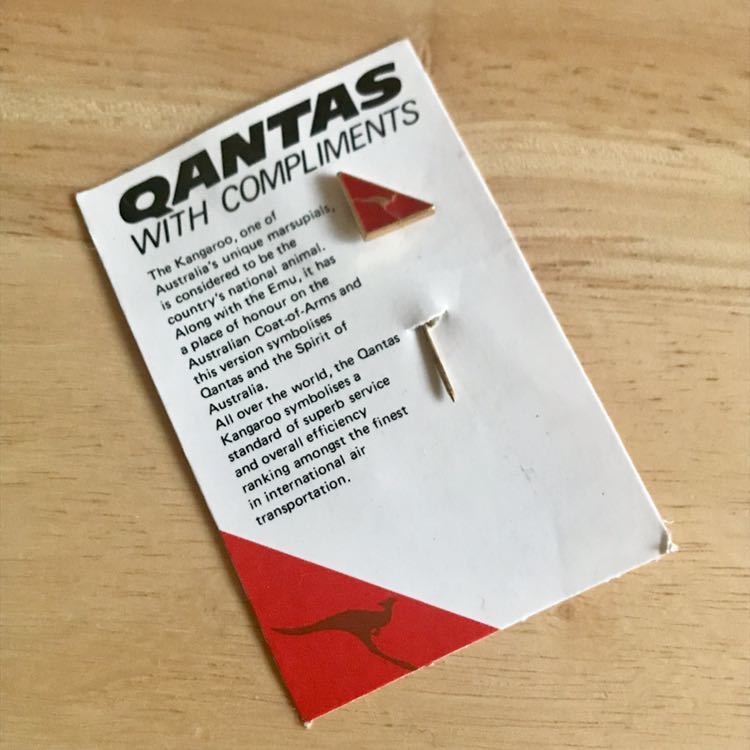 QANTAS
WITH COMPLIMENTS
The Kangaroo, one of
Australia's unique marsupials,
is considered to be the
country's national animal.
Along with the Emu, it has
a place of honour on the
Australian Coat-of-Arms and
this version symbolises
Qantas and the Spirit of
Australia.
All over the world, the Qantas
Kangaroo symbolises a
standard of superb service
and overall efficiency
ranking amongst the finest
in international air
transportation.